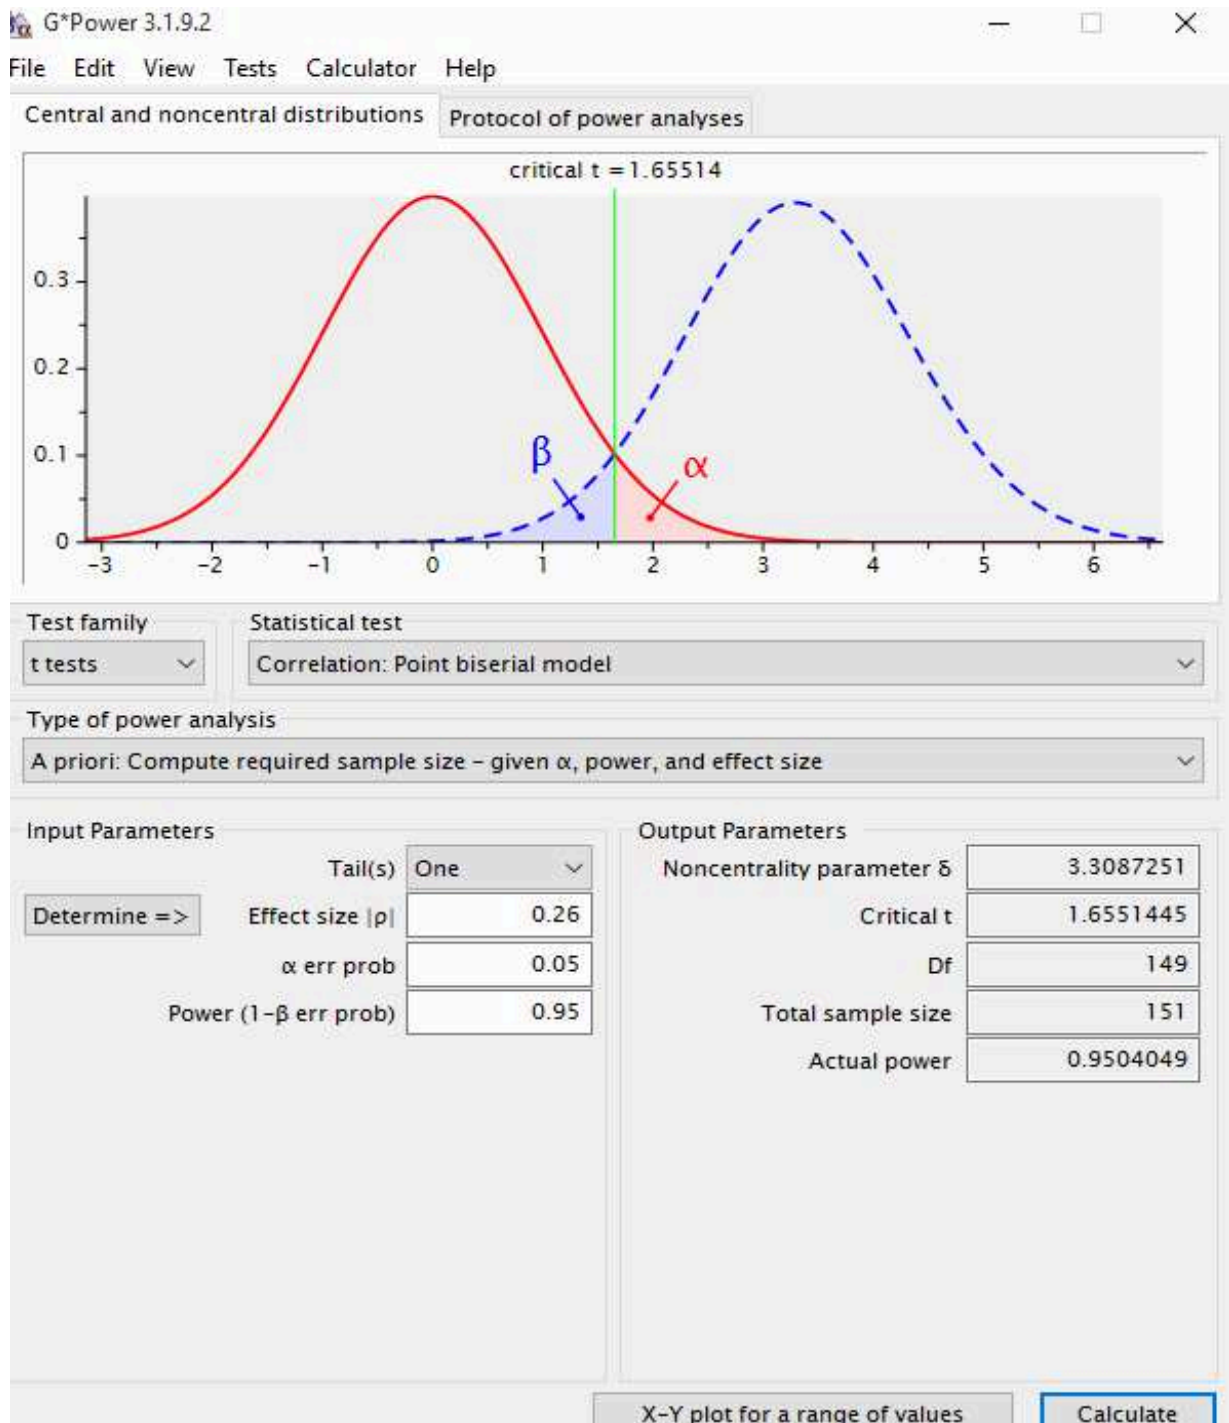 G*Power 3.1.9.2
File Edit View Tests Calculator Help
Central and noncentral distributions Protocol of power analyses
critical t = 1.65514
0.3
0.2
β α
0.1
0
-3 -2 -1 0 1 2 3 4 5 6
Test family Statistical test
t tests Correlation: Point biserial model
Type of power analysis
A priori: Compute required sample size – given α, power, and effect size
Input Parameters
Tail(s) One
Determine => Effect size |ρ| 0.26
α err prob 0.05
Power (1-β err prob) 0.95
Output Parameters
Noncentrality parameter δ 3.3087251
Critical t 1.6551445
Df 149
Total sample size 151
Actual power 0.9504049
X-Y plot for a range of values Calculate